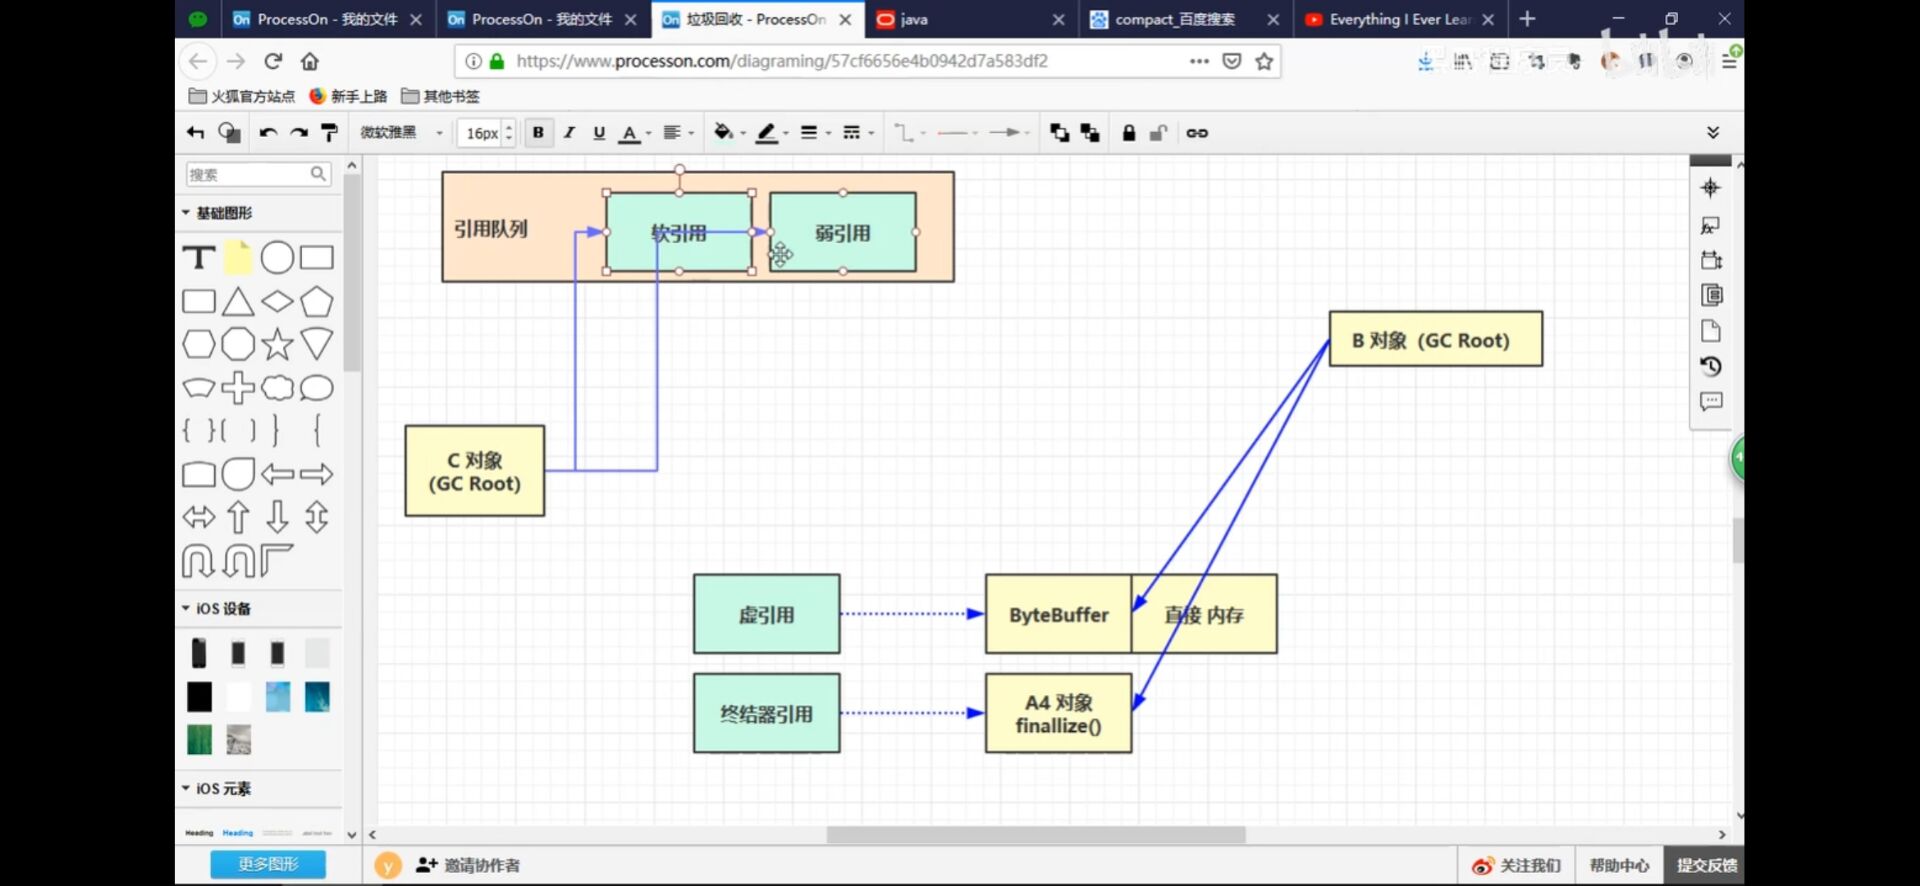 ProcessOn - 我的文件
ProcessOn - 我的文件
垃圾回收 - ProcessOn
java
compact_百度搜索
Everything I Ever Lear
https://www.processon.com/diagraming/57cf6656e4b0942d7a583df2
bilibili
火狐官方站点
新手上路
其他书签
微软雅黑
16px
B
I
U
A
搜索
基础图形
引用队列
软引用
弱引用
B 对象（GC Root）
C 对象
(GC Root)
虚引用
ByteBuffer
直接 内存
终结器引用
A4 对象
finallize()
iOS 设备
iOS 元素
Heading
Heading
更多图形
y
邀请协作者
关注我们
帮助中心
提交反馈